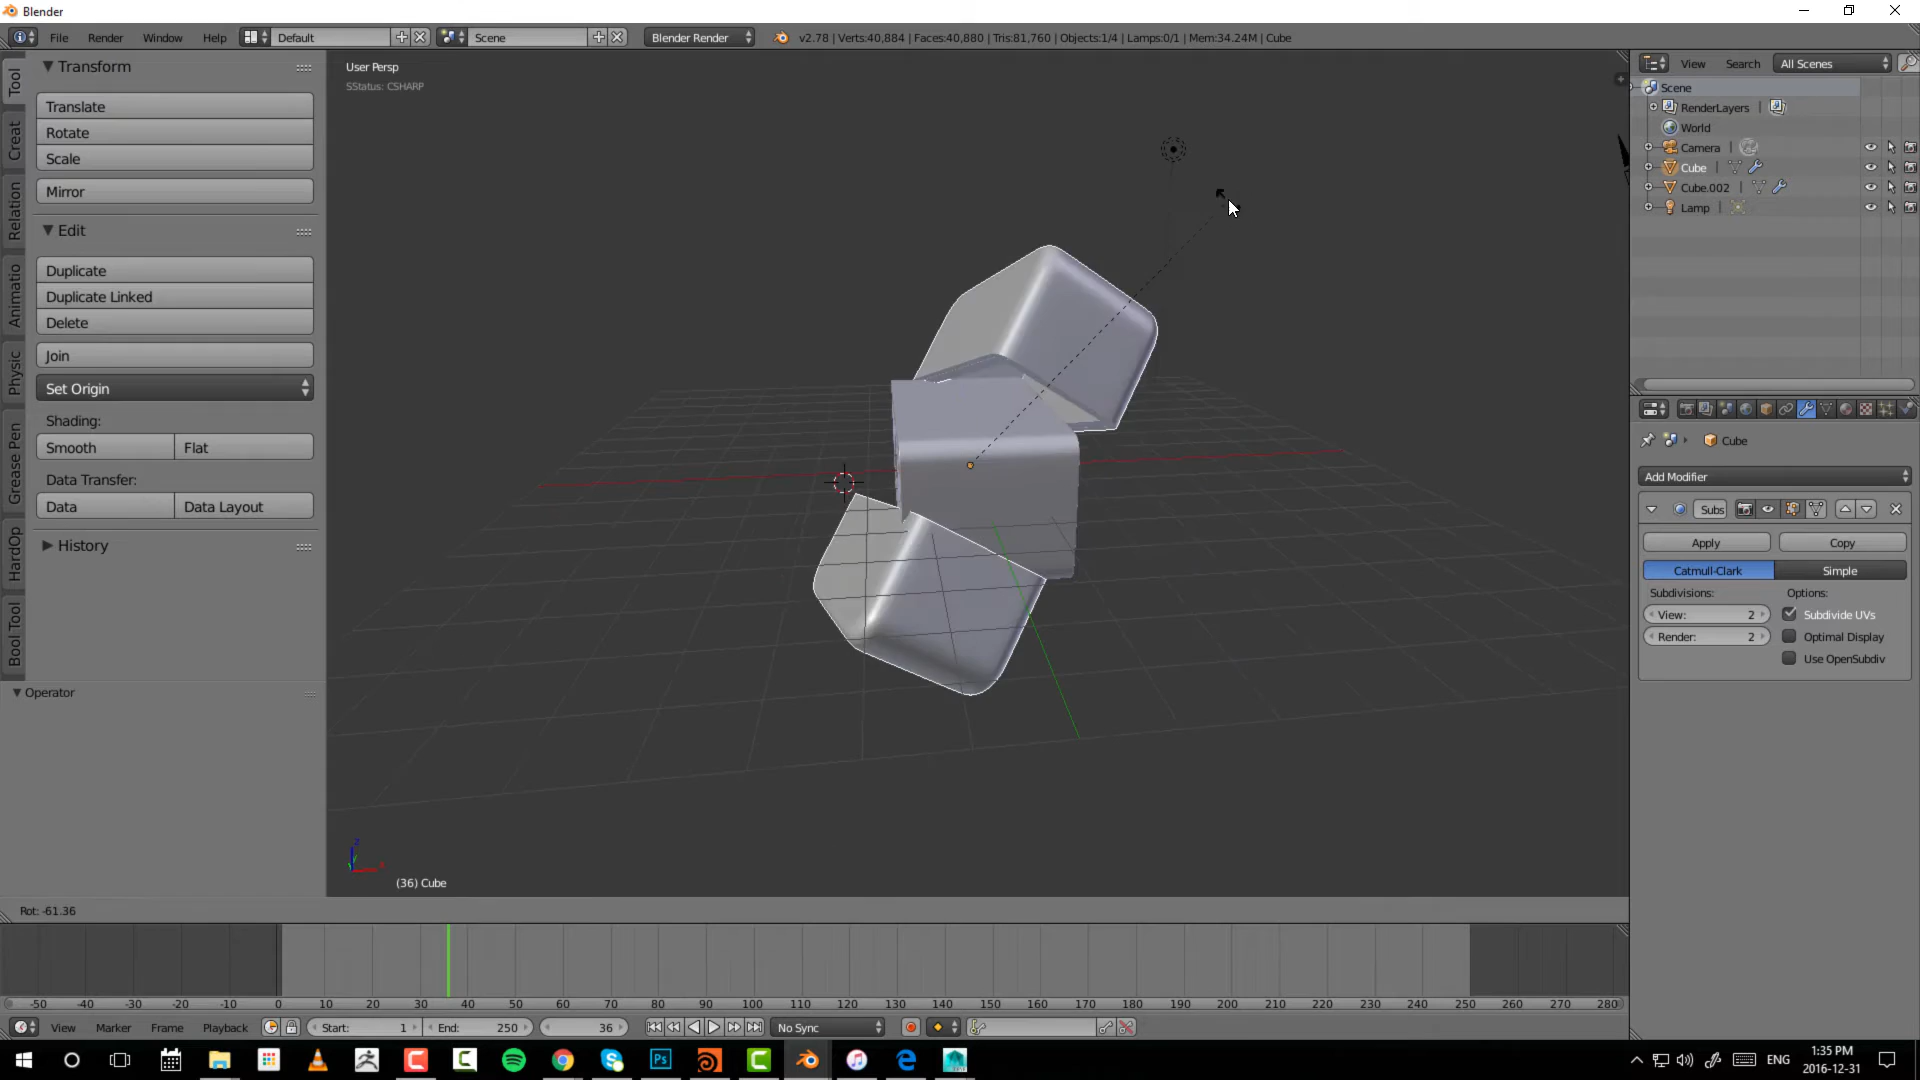 Blender
File Render Window Help Default Scene Blender Render v2.78 | Verts:40,884 | Faces:40,880 | Tris:81,760 | Objects:1/4 | Lamps:0/1 | Mem:34.24M | Cube
Tool
Creat
Relation
Animatio
Physic
Grease Pen
HardOp
Bool Tool
Transform
Translate
Rotate
Scale
Mirror
Edit
Duplicate
Duplicate Linked
Delete
Join
Set Origin
Shading:
Smooth Flat
Data Transfer:
Data Data Layout
History
Operator
User Persp
SStatus: CSHARP
z
(36) Cube
View Search All Scenes
Scene
RenderLayers
World
Camera
Cube
Cube.002
Lamp
Cube
Add Modifier
Subs
Apply Copy
Catmull-Clark Simple
Subdivisions: Options:
View: 2 Subdivide UVs
Render: 2 Optimal Display
Use OpenSubdiv
Rot: -61.36
-50 -40 -30 -20 -10 0 10 20 30 40 50 60 70 80 90 100 110 120 130 140 150 160 170 180 190 200 210 220 230 240 250 260 270 280
View Marker Frame Playback Start: 1 End: 250 36 No Sync
Ps ENG 1:35 PM
2016-12-31